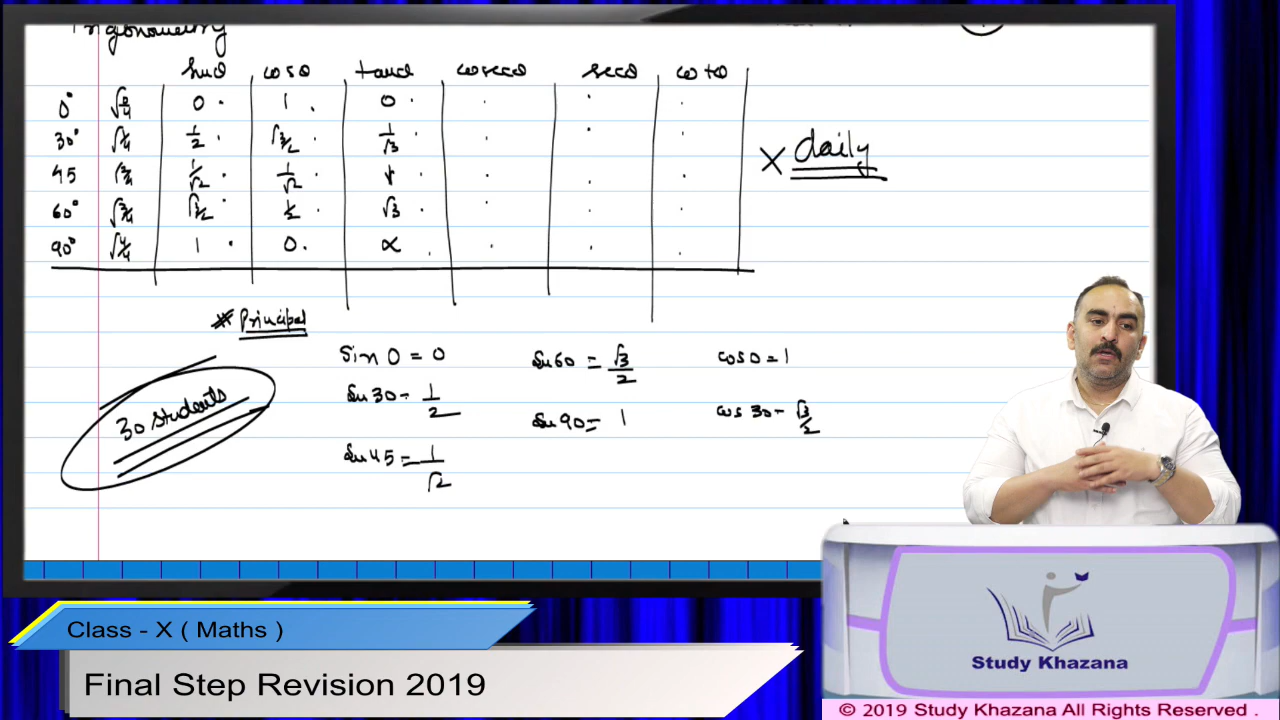 Trigonometry
sinθ cosθ tanθ cosecθ secθ cotθ
0° √0/4 0 1 0
30° √1/4 1/2 √3/2 1/√3
45 √2/4 1/√2 1/√2 1
60° √3/4 √3/2 1/2 √3
90° √4/4 1 0 ∝
X daily
* Principal
Sin 0 = 0
Sin 30 = 1/2
Sin 45 = 1/√2
Sin 60 = √3/2
Sin 90 = 1
cos 0 = 1
cos 30 = √3/2
30 students
Class - X ( Maths )
Final Step Revision 2019
Study Khazana
© 2019 Study Khazana All Rights Reserved .